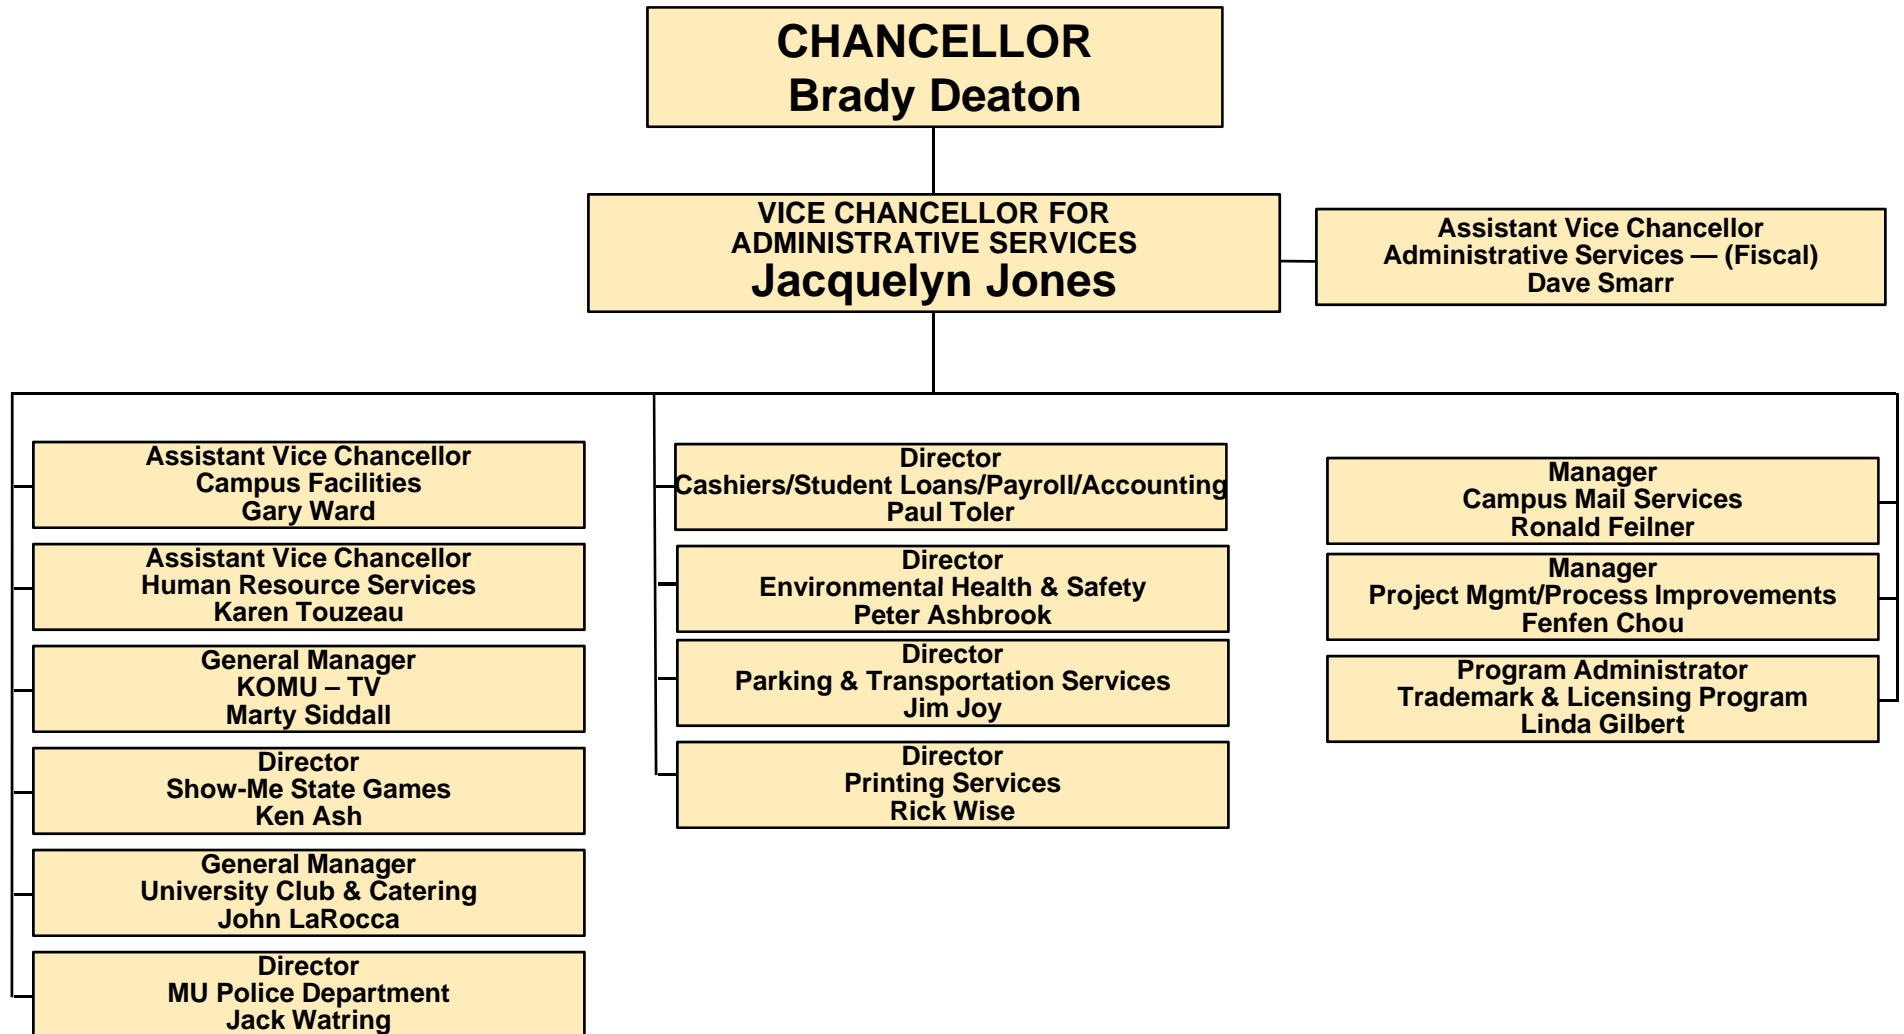 CHANCELLOR
Brady Deaton
VICE CHANCELLOR FOR
ADMINISTRATIVE SERVICES
Jacquelyn Jones
Assistant Vice Chancellor
Administrative Services — (Fiscal)
Dave Smarr
Assistant Vice Chancellor
Campus Facilities
Gary Ward
Assistant Vice Chancellor
Human Resource Services
Karen Touzeau
General Manager
KOMU – TV
Marty Siddall
Director
Show-Me State Games
Ken Ash
General Manager
University Club & Catering
John LaRocca
Director
MU Police Department
Jack Watring
Director
Cashiers/Student Loans/Payroll/Accounting
Paul Toler
Director
Environmental Health & Safety
Peter Ashbrook
Director
Parking & Transportation Services
Jim Joy
Director
Printing Services
Rick Wise
Manager
Campus Mail Services
Ronald Feilner
Manager
Project Mgmt/Process Improvements
Fenfen Chou
Program Administrator
Trademark & Licensing Program
Linda Gilbert